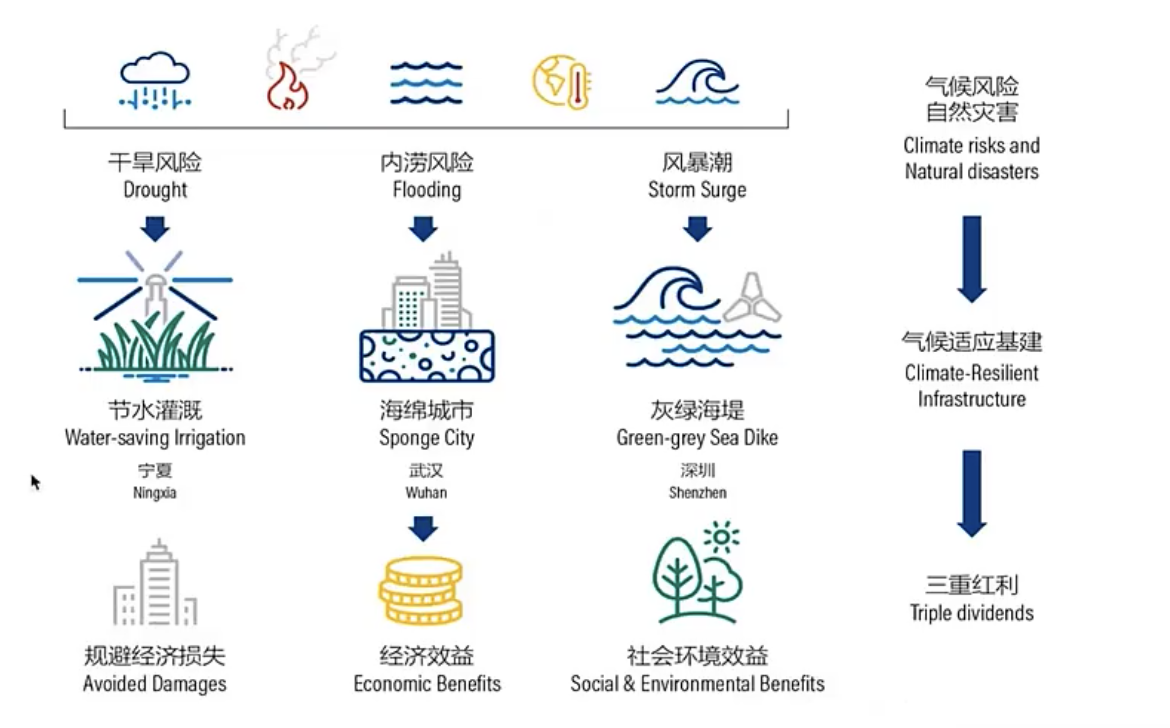 干旱风险
Drought
内涝风险
Flooding
风暴潮
Storm Surge
气候风险
自然灾害
Climate risks and
Natural disasters
节水灌溉
Water-saving Irrigation
宁夏
Ningxia
海绵城市
Sponge City
武汉
Wuhan
灰绿海堤
Green-grey Sea Dike
深圳
Shenzhen
气候适应基建
Climate-Resilient
Infrastructure
规避经济损失
Avoided Damages
经济效益
Economic Benefits
社会环境效益
Social & Environmental Benefits
三重红利
Triple dividends